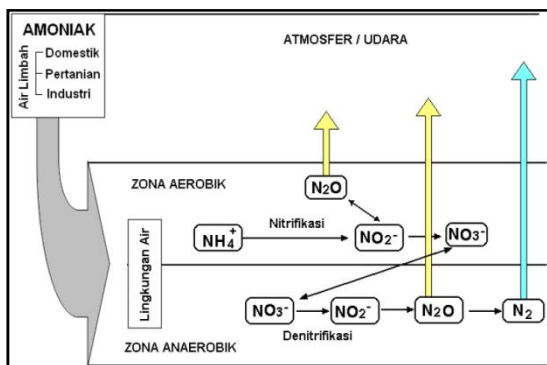 AMONIAK
Air Limbah
Domestik
Pertanian
Industri
ATMOSFER / UDARA
ZONA AEROBIK
N₂O
Nitrifikasi
NH₄⁺
NO₂⁻
NO₃⁻
Lingkungan Air
NO₃⁻
NO₂⁻
N₂O
N₂
Denitrifikasi
ZONA ANAEROBIK